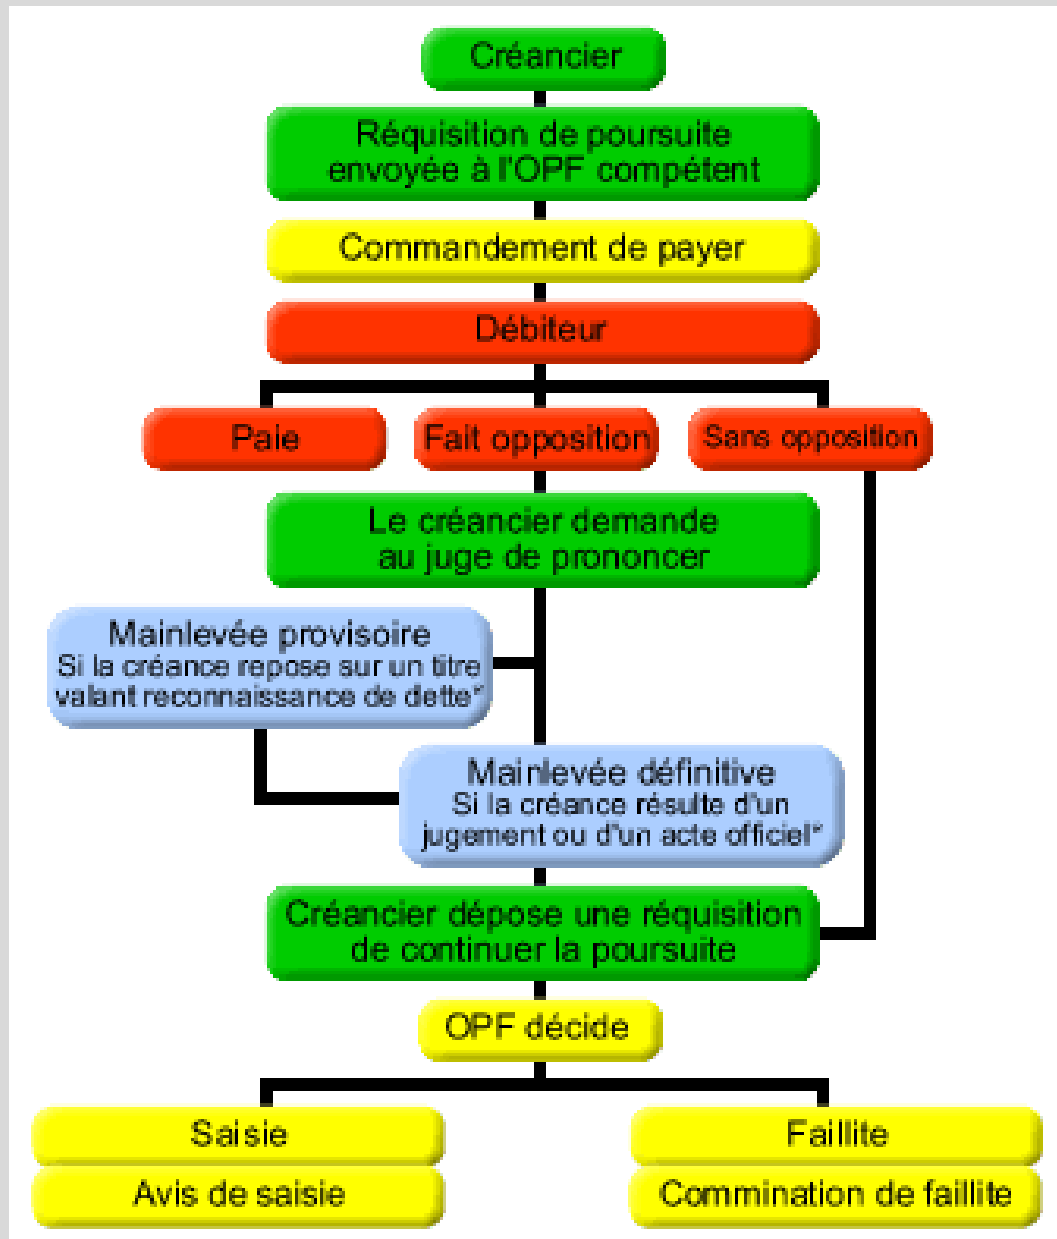 Créancier
Réquisition de poursuite
envoyée à l'OPF compétent
Commandement de payer
Débiteur
Paie
Fait opposition
Sans opposition
Le créancier demande
au juge de prononcer
Mainlevée provisoire
Si la créance repose sur un titre
valant reconnaissance de dette*
Mainlevée définitive
Si la créance résulte d'un
jugement ou d'un acte officiel*
Créancier dépose une réquisition
de continuer la poursuite
OPF décide
Saisie
Avis de saisie
Faillite
Commination de faillite